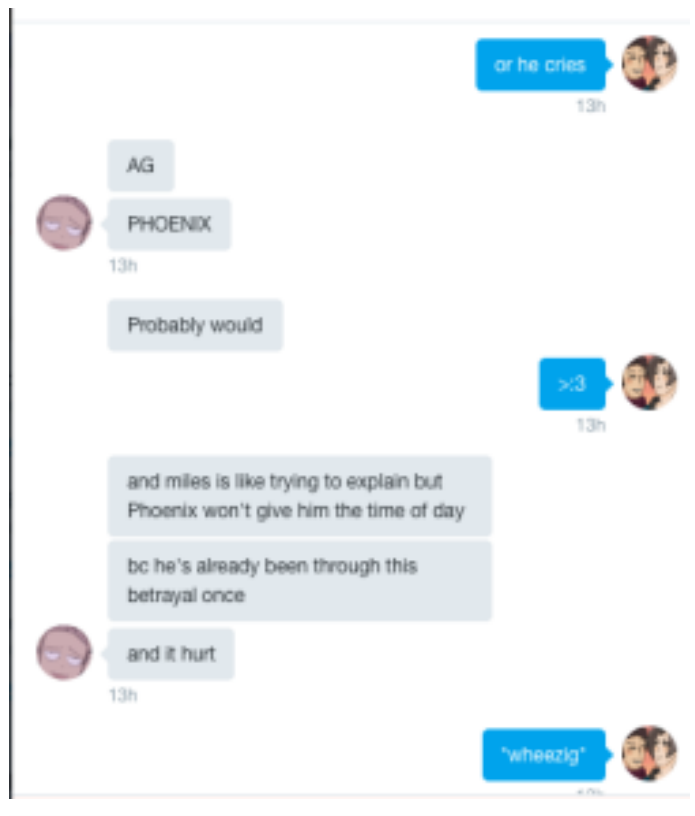 or he cries
13h
AG
PHOENIX
13h
Probably would
>:3
13h
and miles is like trying to explain but
Phoenix won't give him the time of day
bc he's already been through this
betrayal once
and it hurt
13h
*wheezig*